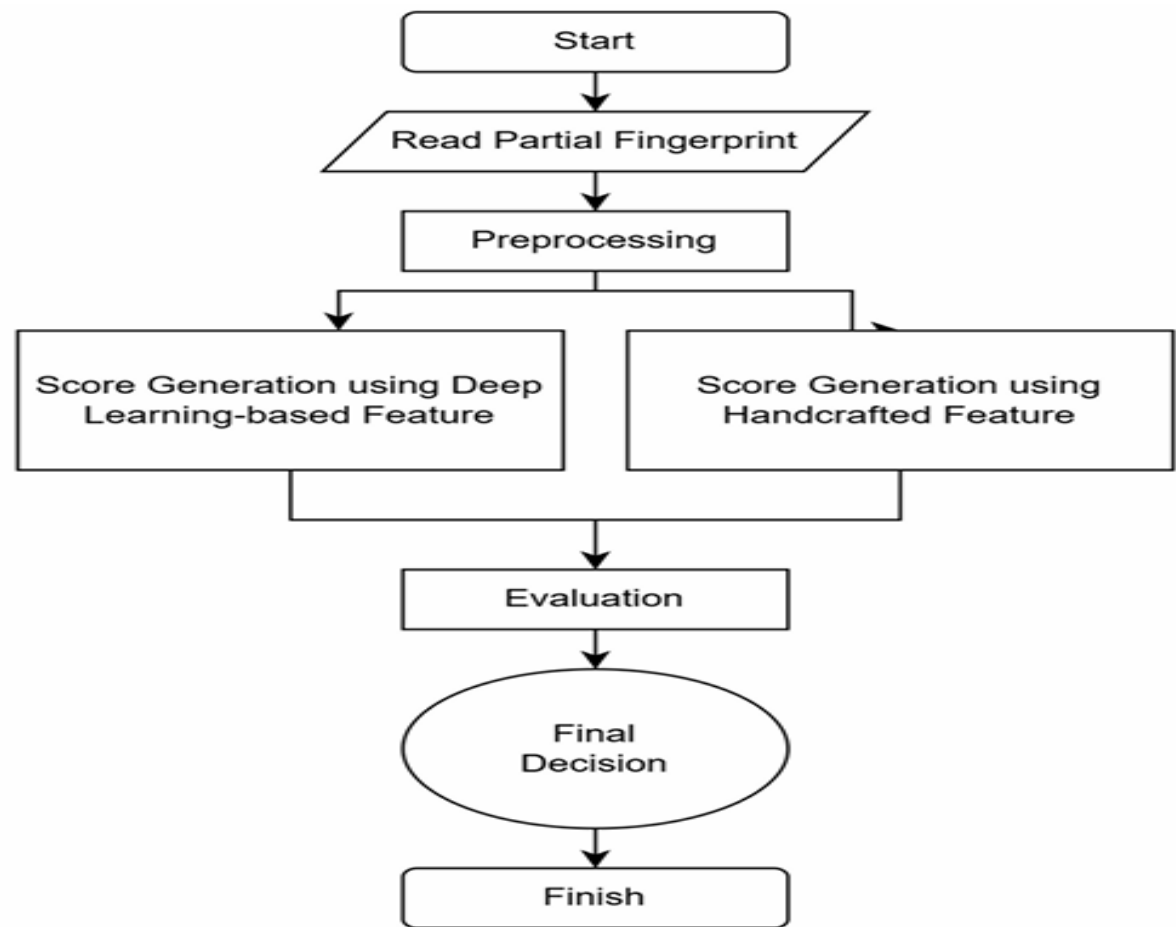 Start
Read Partial Fingerprint
Preprocessing
Score Generation using Deep
Learning-based Feature
Score Generation using
Handcrafted Feature
Evaluation
Final
Decision
Finish